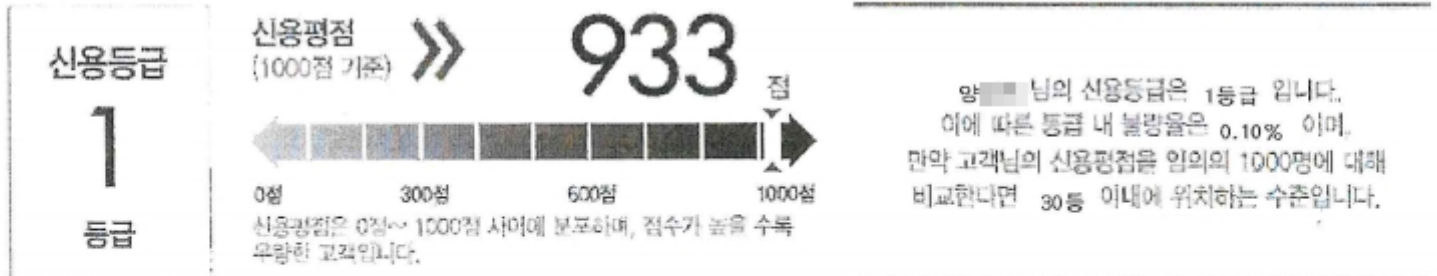 신용등급
1
등급
신용평점
(1000점 기준)
933
점
0점 300점 600점 1000점
신용평점은 0점~ 1000점 사이에 분포하며, 점수가 높을 수록
우량한 고객입니다.
양 님의 신용등급은 1등급 입니다.
이에 따른 등급 내 불량율은 0.10% 이며,
만약 고객님의 신용평점을 임의의 1000명에 대해
비교한다면 30등 이내에 위치하는 수준입니다.